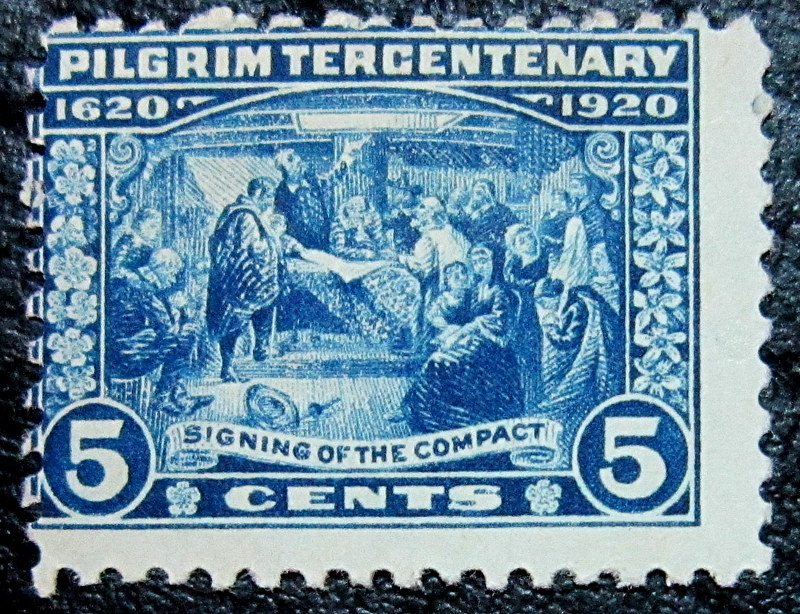 PILGRIM TERCENTENARY
1620 1920
SIGNING OF THE COMPACT
5 CENTS 5